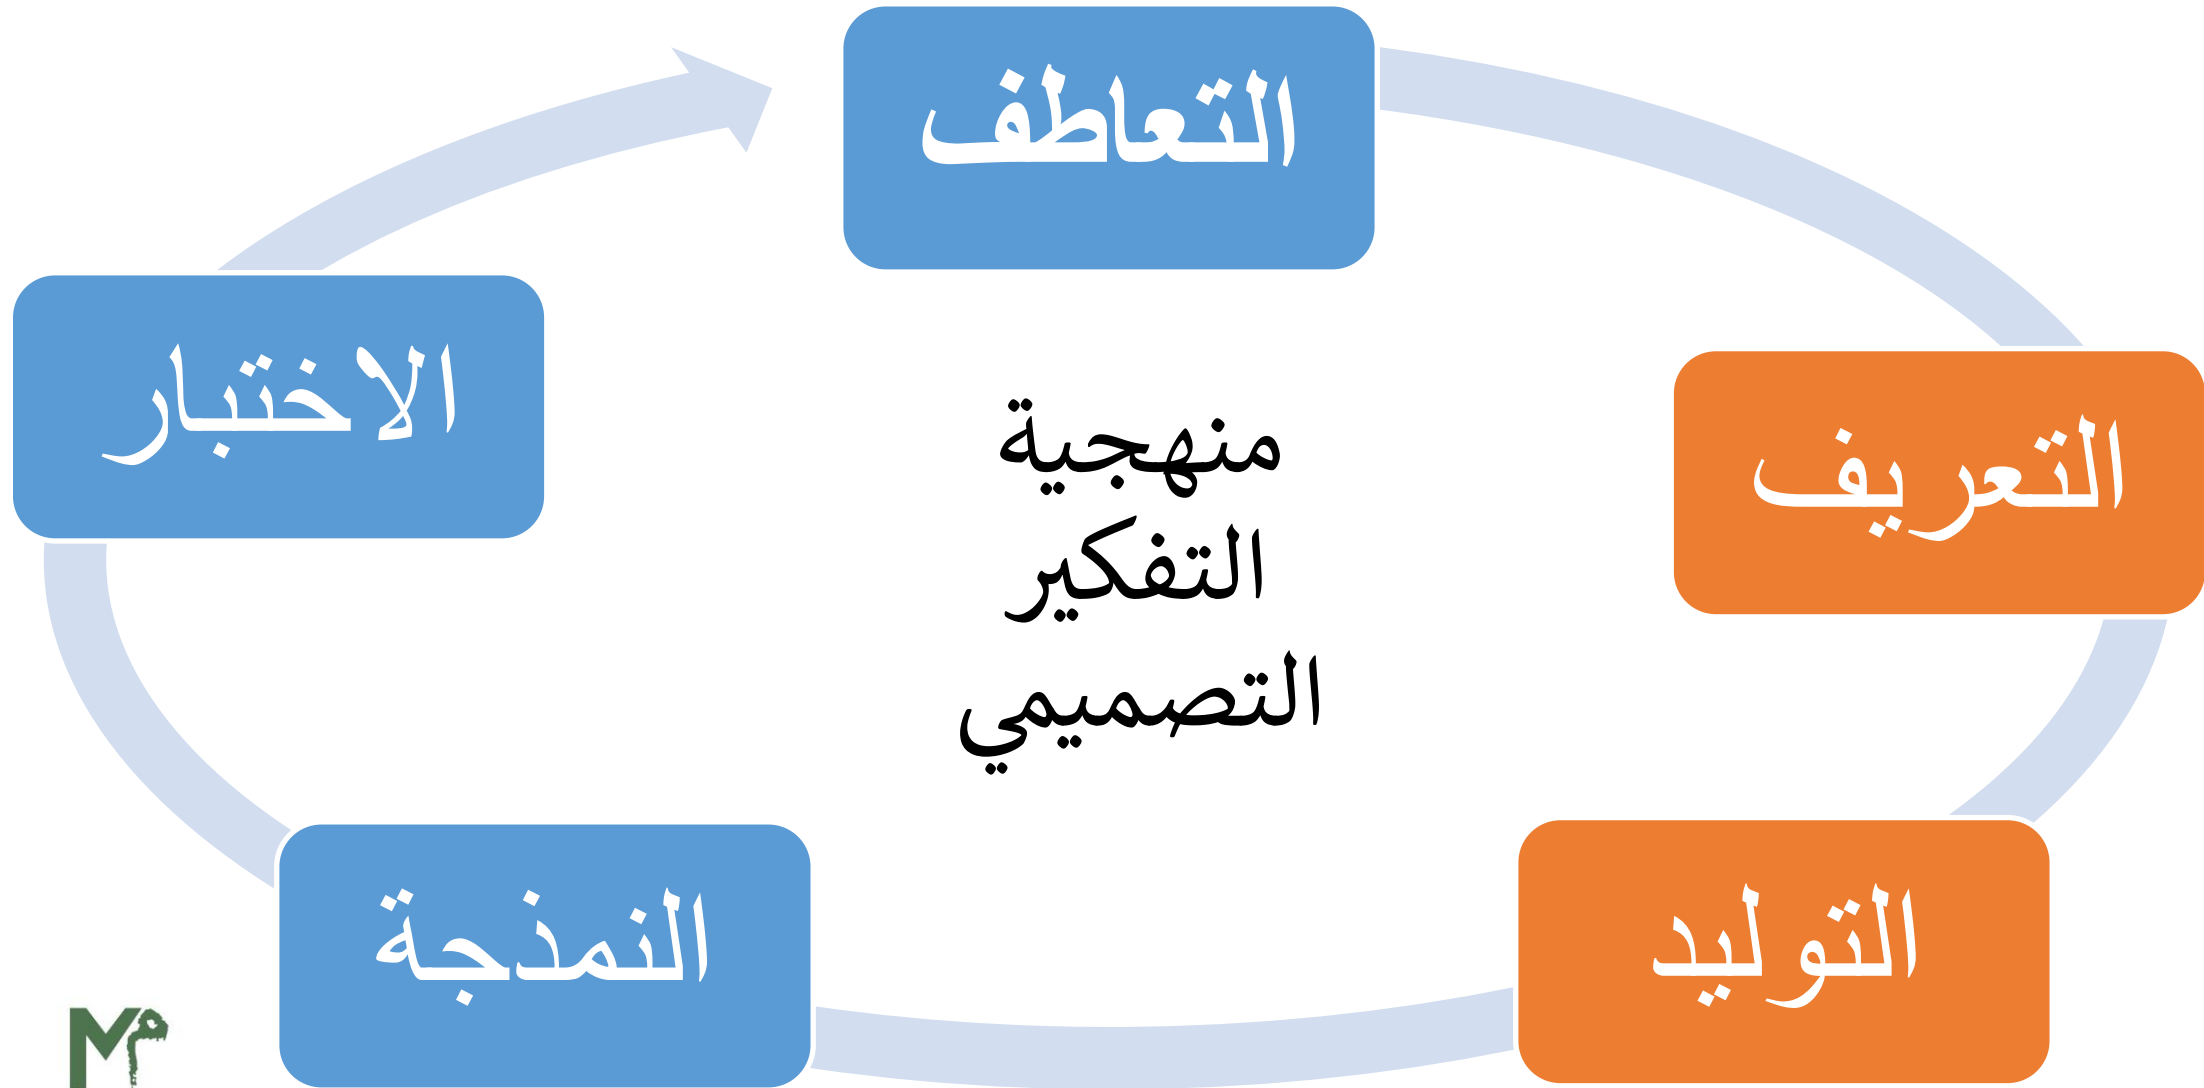 التعاطف
التعريف
التوليد
النمذجة
الاختبار
منهجية
التفكير
التصميمي